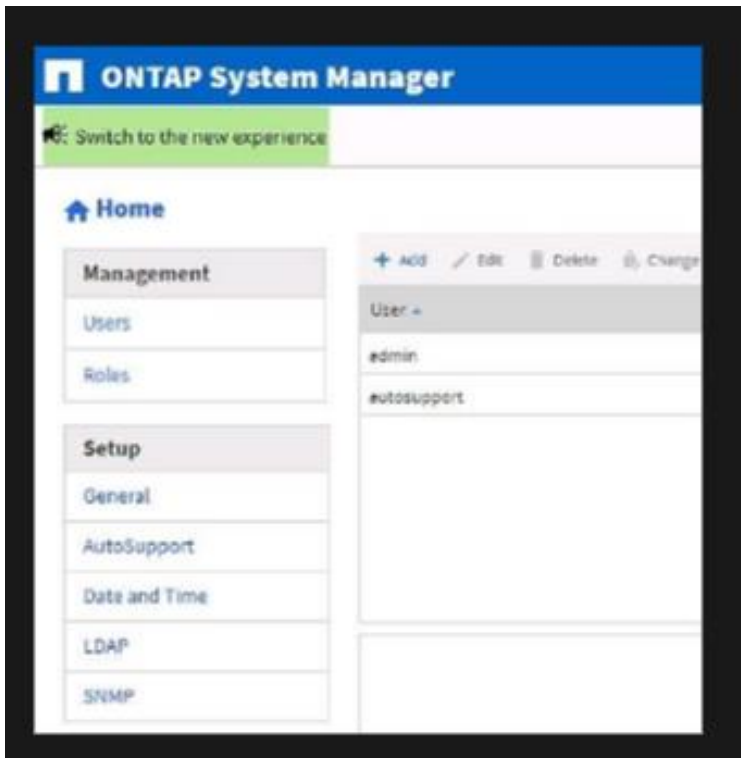 ONTAP System Manager
Switch to the new experience
Home
Management
Users
Roles
Setup
General
AutoSupport
Date and Time
LDAP
SNMP
+ Add Edit Delete Change
User
admin
autosupport